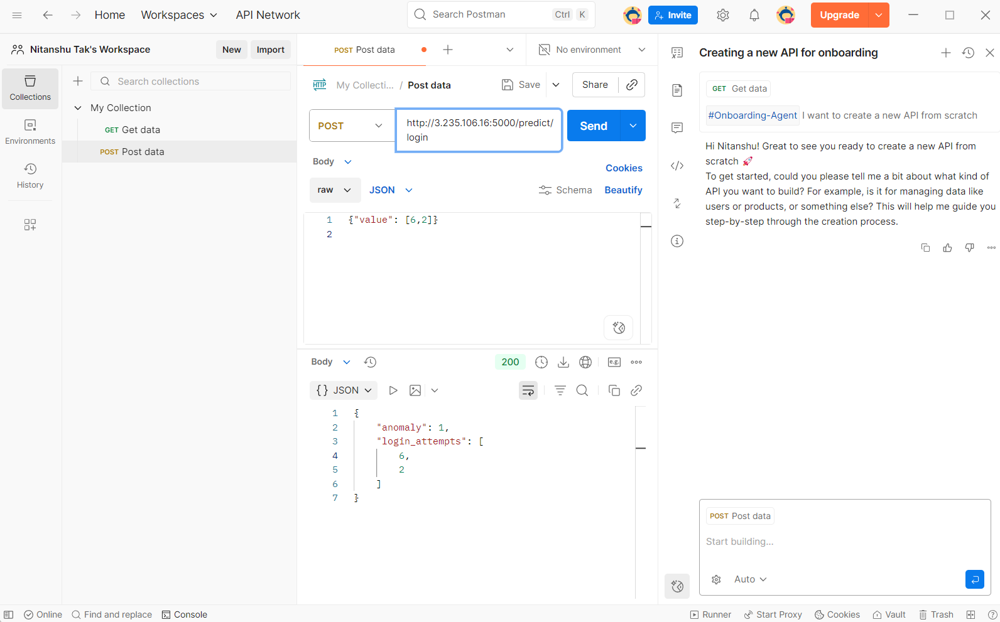 Home
Workspaces
API Network
Search Postman
Ctrl K
Invite
Upgrade
Nitanshu Tak's Workspace
New
Import
Collections
Environments
History
Search collections
My Collection
GET Get data
POST Post data
POST Post data
No environment
HTTP My Collecti... / Post data
Save
Share
POST
http://3.235.106.16:5000/predict/
login
Send
Body
Cookies
raw
JSON
Schema
Beautify
1 {"value": [6,2]}
2
Body
200
e.g.
{} JSON
1 {
2 "anomaly": 1,
3 "login_attempts": [
4 6,
5 2
6 ]
7 }
Creating a new API for onboarding
GET Get data
#Onboarding-Agent I want to create a new API from scratch
Hi Nitanshu! Great to see you ready to create a new API from
scratch 🚀
To get started, could you please tell me a bit about what kind of
API you want to build? For example, is it for managing data like
users or products, or something else? This will help me guide you
step-by-step through the creation process.
POST Post data
Start building...
Auto
Online
Find and replace
Console
Runner
Start Proxy
Cookies
Vault
Trash